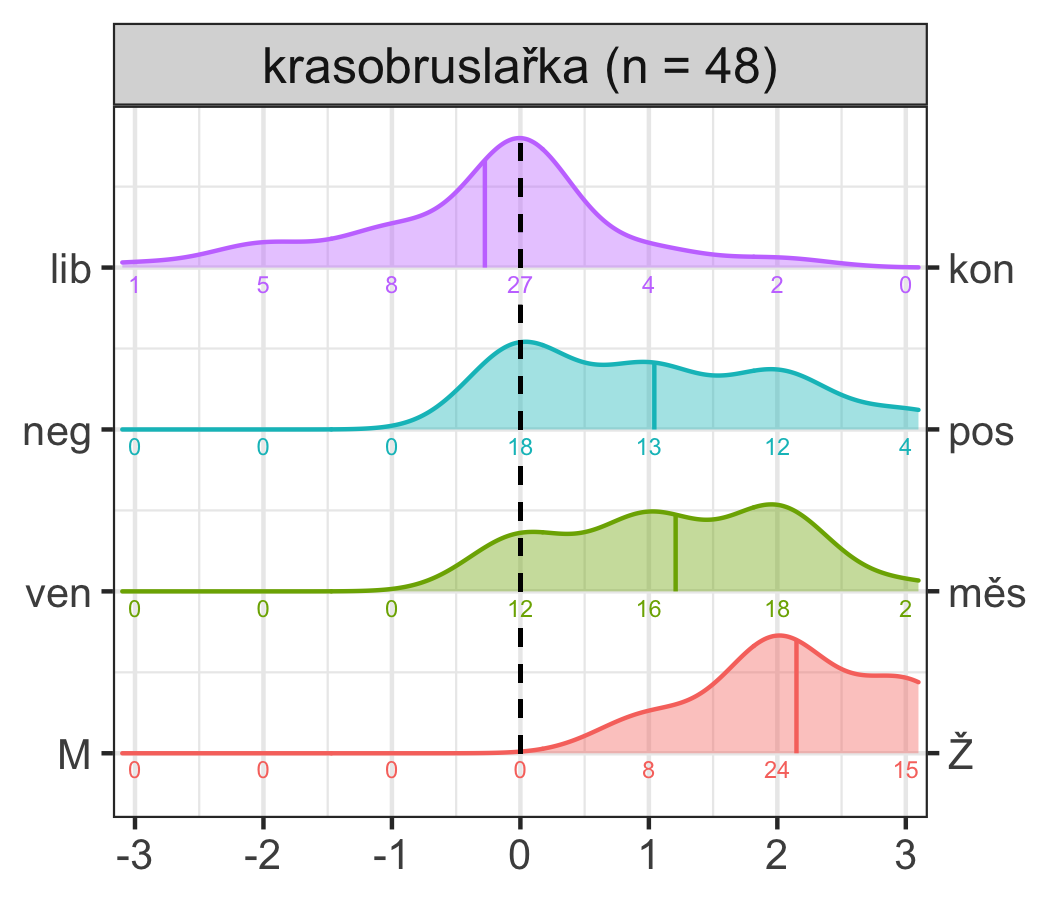 krasobruslařka (n = 48)
lib kon
1 5 8 27 4 2 0
neg pos
0 0 0 18 13 12 4
ven měs
0 0 0 12 16 18 2
M Ž
0 0 0 0 8 24 15
-3 -2 -1 0 1 2 3